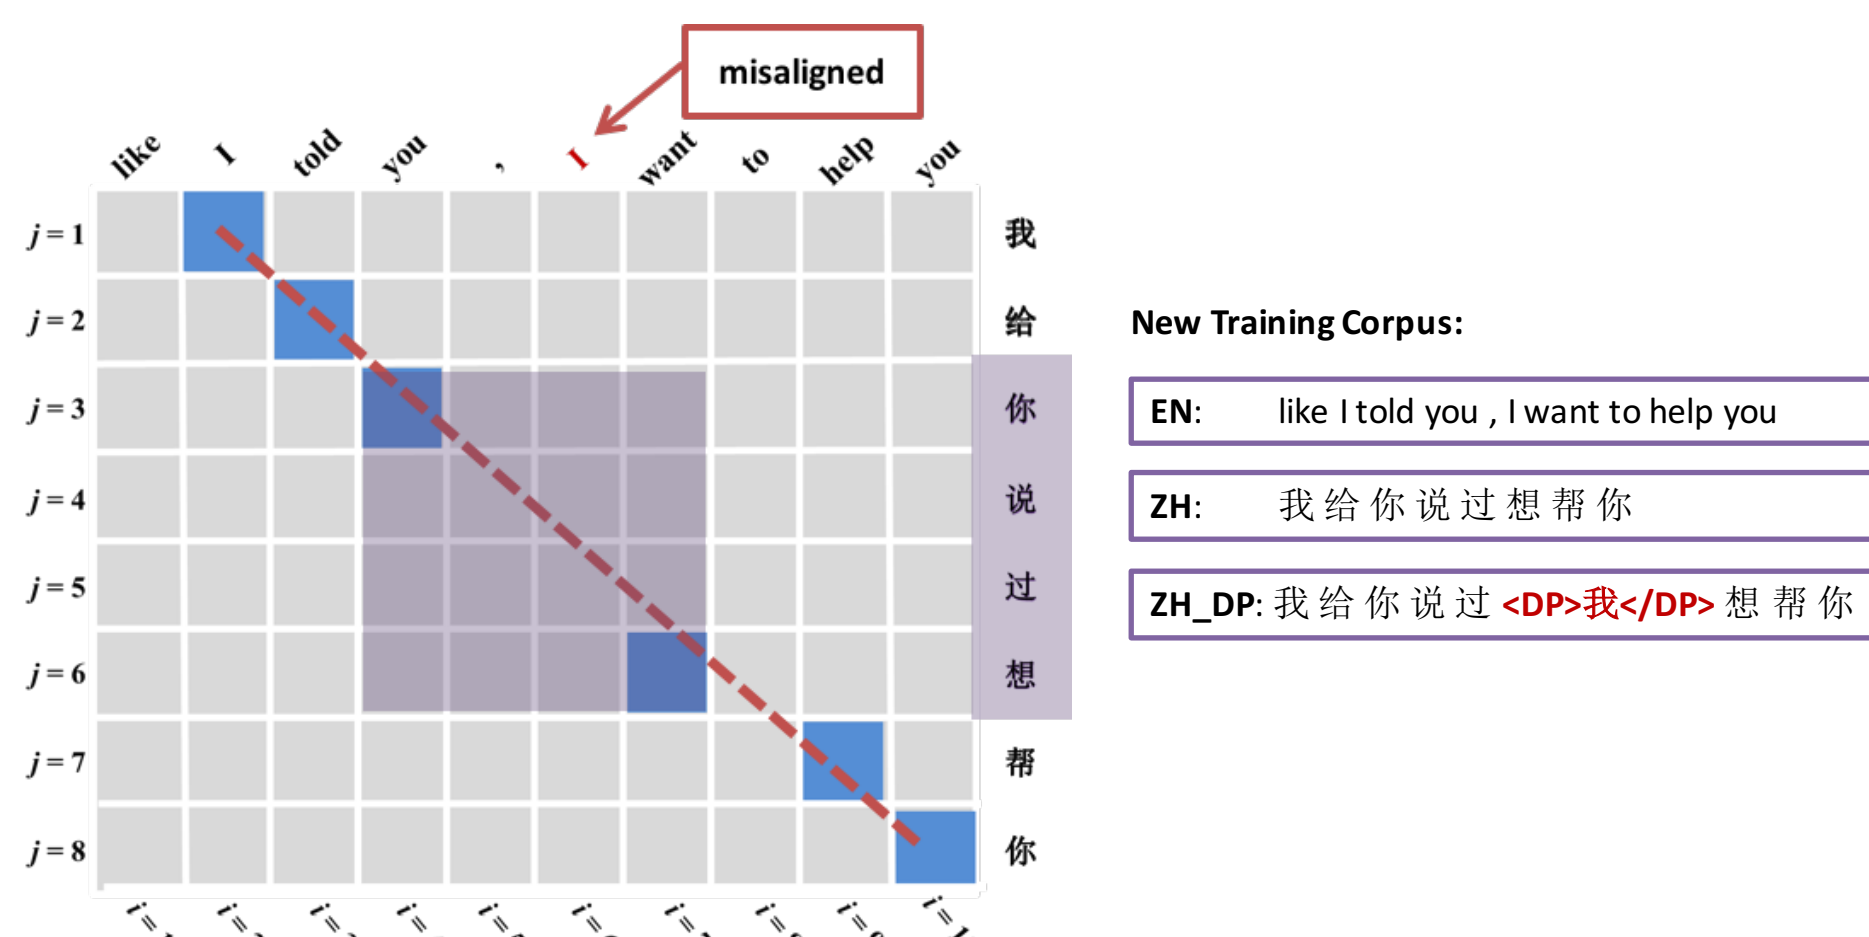 misaligned
like I told you , I want to help you
j = 1 我
j = 2 给
j = 3 你
j = 4 说
j = 5 过
j = 6 想
j = 7 帮
j = 8 你
New Training Corpus:
EN: like I told you , I want to help you
ZH: 我 给 你 说 过 想 帮 你
ZH_DP: 我 给 你 说 过 <DP>我</DP> 想 帮 你